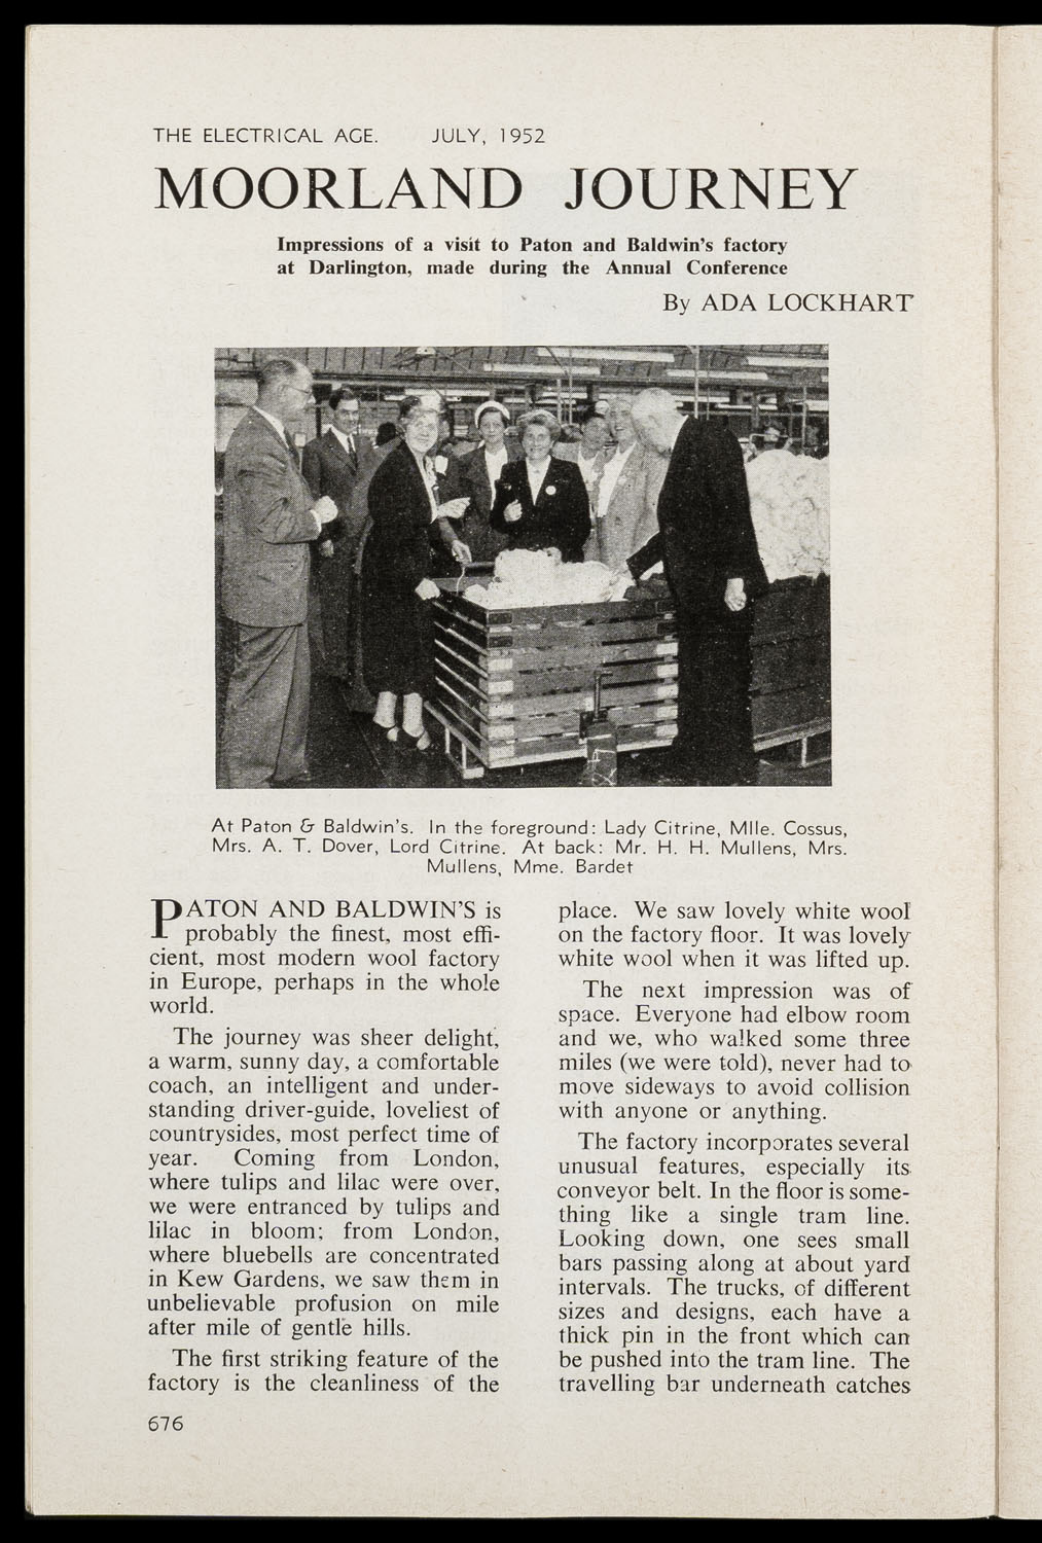 THE ELECTRICAL AGE. JULY, 1952
MOORLAND JOURNEY
Impressions of a visit to Paton and Baldwin's factory
at Darlington, made during the Annual Conference
By ADA LOCKHART
At Paton & Baldwin's. In the foreground: Lady Citrine, Mlle. Cossus,
Mrs. A. T. Dover, Lord Citrine. At back: Mr. H. H. Mullens, Mrs.
Mullens, Mme. Bardet
PATON AND BALDWIN'S is
probably the finest, most effi-
cient, most modern wool factory
in Europe, perhaps in the whole
world.
The journey was sheer delight,
a warm, sunny day, a comfortable
coach, an intelligent and under-
standing driver-guide, loveliest of
countrysides, most perfect time of
year. Coming from London,
where tulips and lilac were over,
we were entranced by tulips and
lilac in bloom; from London,
where bluebells are concentrated
in Kew Gardens, we saw them in
unbelievable profusion on mile
after mile of gentle hills.
The first striking feature of the
factory is the cleanliness of the
place. We saw lovely white wool
on the factory floor. It was lovely
white wool when it was lifted up.
The next impression was of
space. Everyone had elbow room
and we, who walked some three
miles (we were told), never had to
move sideways to avoid collision
with anyone or anything.
The factory incorporates several
unusual features, especially its
conveyor belt. In the floor is some-
thing like a single tram line.
Looking down, one sees small
bars passing along at about yard
intervals. The trucks, of different
sizes and designs, each have a
thick pin in the front which can
be pushed into the tram line. The
travelling bar underneath catches
676